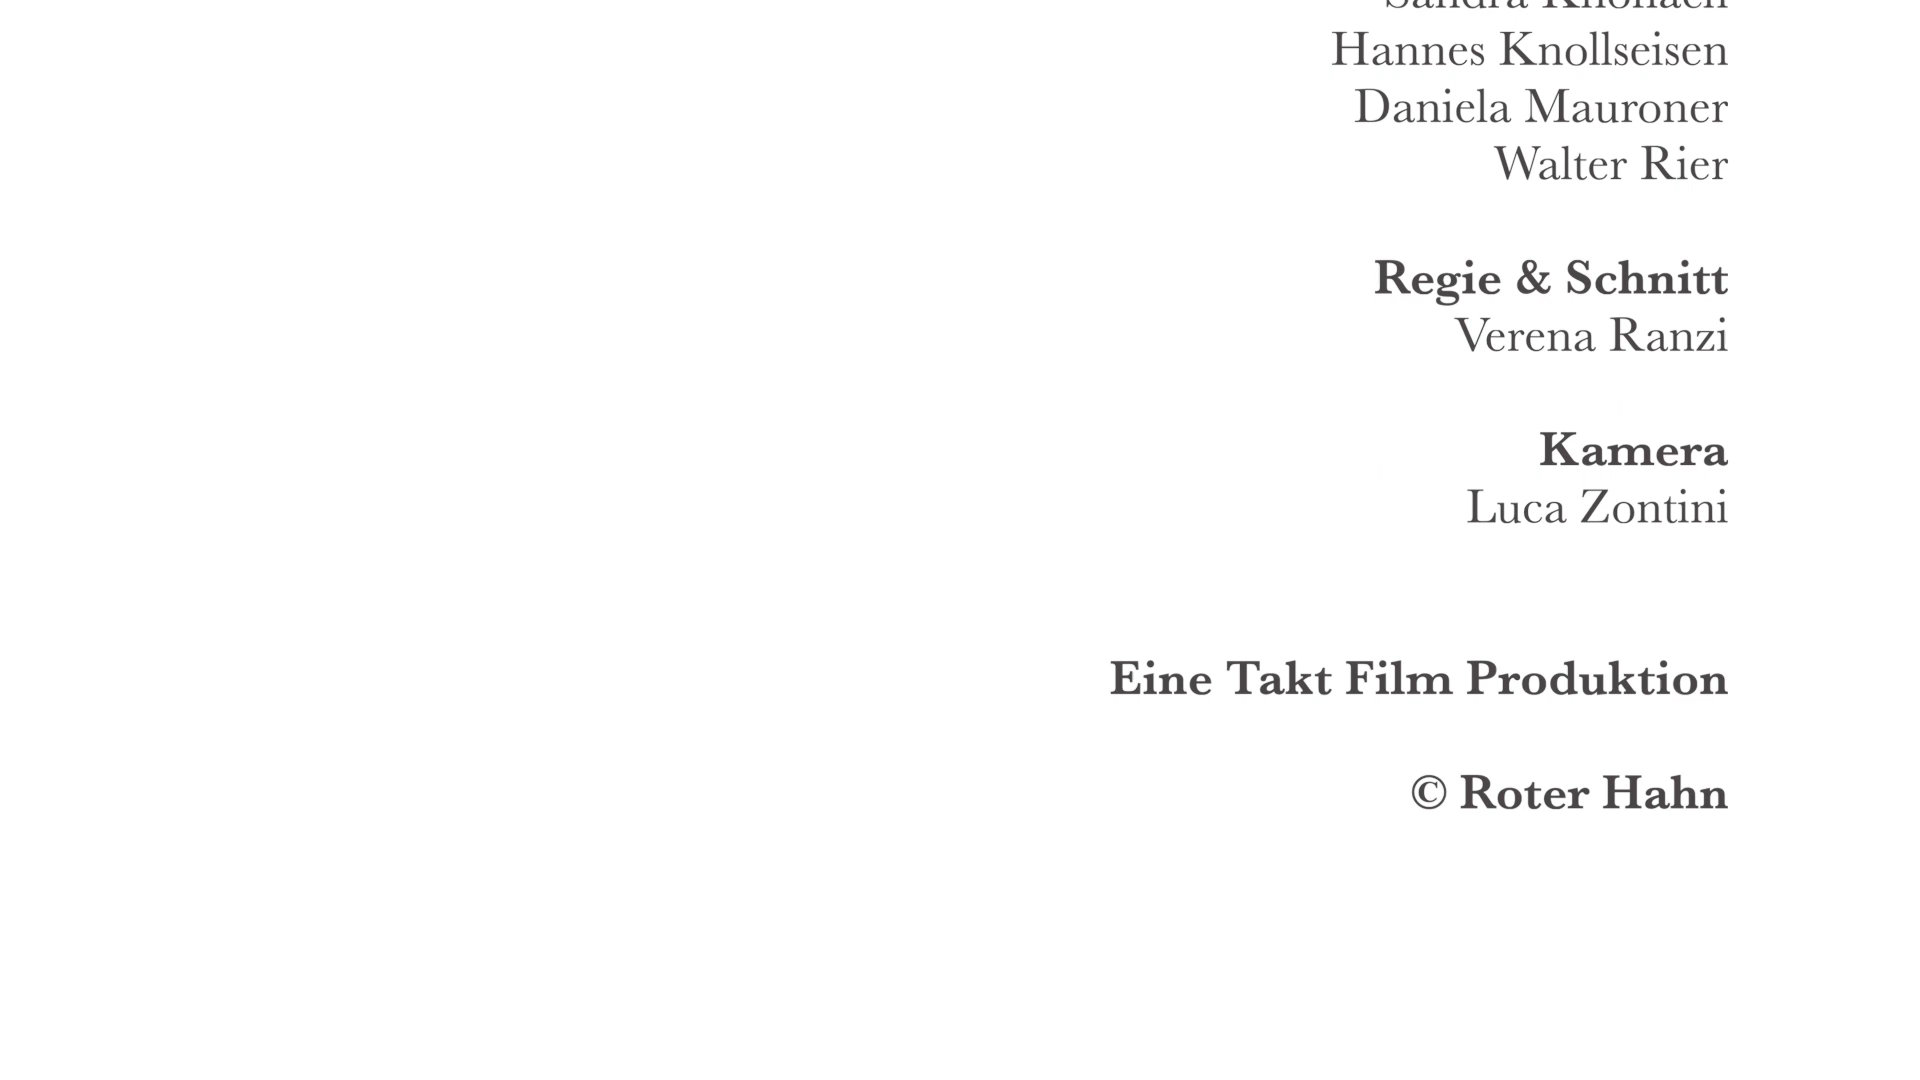 Sandra
Hannes Knollseisen
Daniela Mauroner
Walter Rier
Regie & Schnitt
Verena Ranzi
Kamera
Luca Zontini
Eine Takt Film Produktion
© Roter Hahn